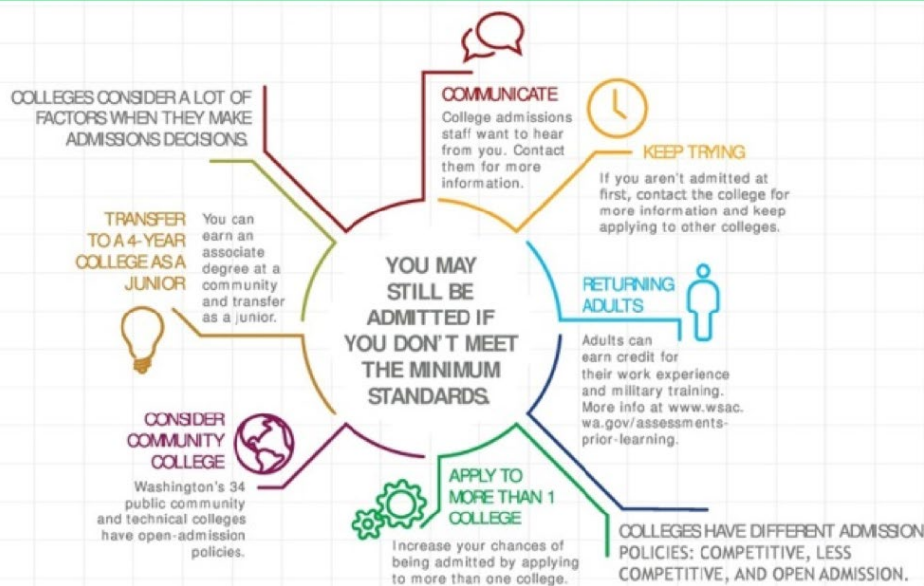 COLLEGES CONSIDER A LOT OF
FACTORS WHEN THEY MAKE
ADMISSIONS DECISIONS.
COMMUNICATE
College admissions
staff want to hear
from you. Contact
them for more
information.
KEEP TRYING
If you aren't admitted at
first, contact the college for
more information and keep
applying to other colleges.
TRANSFER
TO A 4-YEAR
COLLEGE AS A
JUNIOR
You can
earn an
associate
degree at a
community
and transfer
as a junior.
YOU MAY
STILL BE
ADMITTED IF
YOU DON'T MEET
THE MINIMUM
STANDARDS.
RETURNING
ADULTS
Adults can
earn credit for
their work experience
and military training.
More info at www.wsac.
wa.gov/assessments-
prior-learning.
CONSIDER
COMMUNITY
COLLEGE
Washington's 34
public community
and technical colleges
have open-admission
policies.
APPLY TO
MORE THAN 1
COLLEGE
Increase your chances of
being admitted by applying
to more than one college.
COLLEGES HAVE DIFFERENT ADMISSION
POLICIES: COMPETITIVE, LESS
COMPETITIVE, AND OPEN ADMISSION.